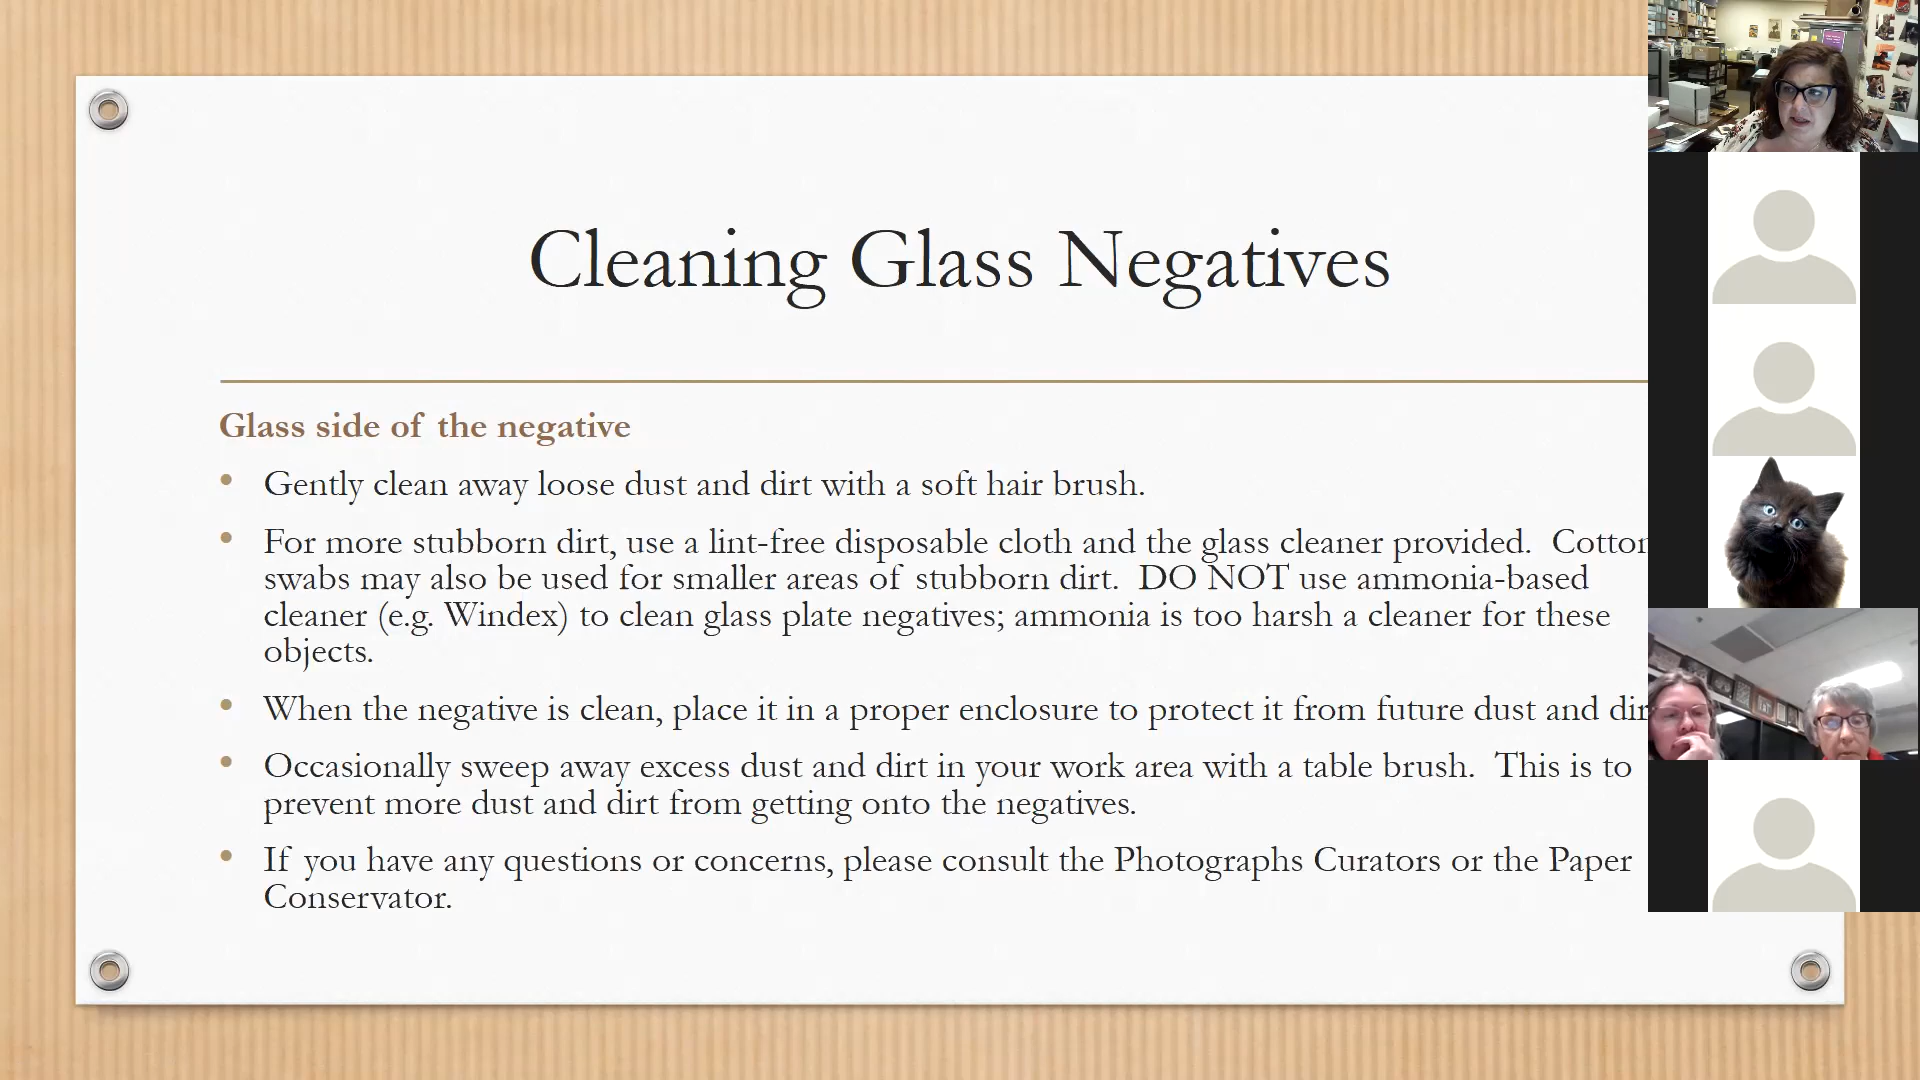 Cleaning Glass Negatives
Glass side of the negative
• Gently clean away loose dust and dirt with a soft hair brush.
• For more stubborn dirt, use a lint-free disposable cloth and the glass cleaner provided.  Cotton
swabs may also be used for smaller areas of stubborn dirt.  DO NOT use ammonia-based
cleaner (e.g. Windex) to clean glass plate negatives; ammonia is too harsh a cleaner for these
objects.
• When the negative is clean, place it in a proper enclosure to protect it from future dust and dir
• Occasionally sweep away excess dust and dirt in your work area with a table brush.  This is to
prevent more dust and dirt from getting onto the negatives.
• If you have any questions or concerns, please consult the Photographs Curators or the Paper
Conservator.